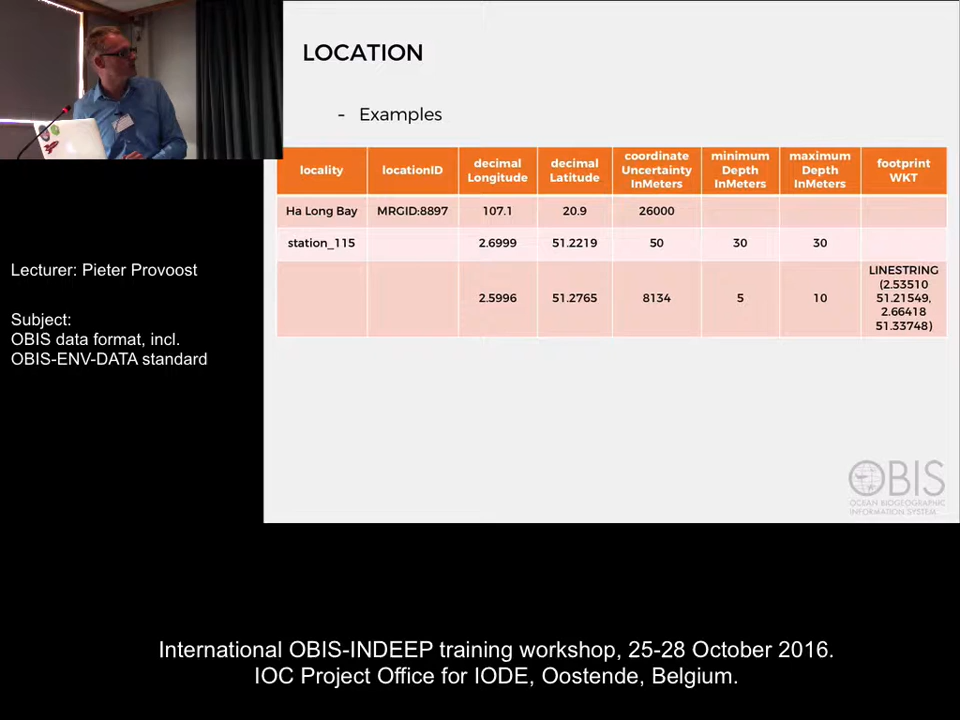 LOCATION
- Examples
locality locationID decimal Longitude decimal Latitude coordinate Uncertainty InMeters minimum Depth InMeters maximum Depth InMeters footprint WKT
Ha Long Bay MRGID:8897 107.1 20.9 26000
station_115 2.6999 51.2219 50 30 30
2.5996 51.2765 8134 5 10 LINESTRING (2.53510 51.21549, 2.66418 51.33748)
Lecturer: Pieter Provoost
Subject:
OBIS data format, incl.
OBIS-ENV-DATA standard
OBIS
OCEAN BIOGEOGRAPHIC
INFORMATION SYSTEM
International OBIS-INDEEP training workshop, 25-28 October 2016.
IOC Project Office for IODE, Oostende, Belgium.